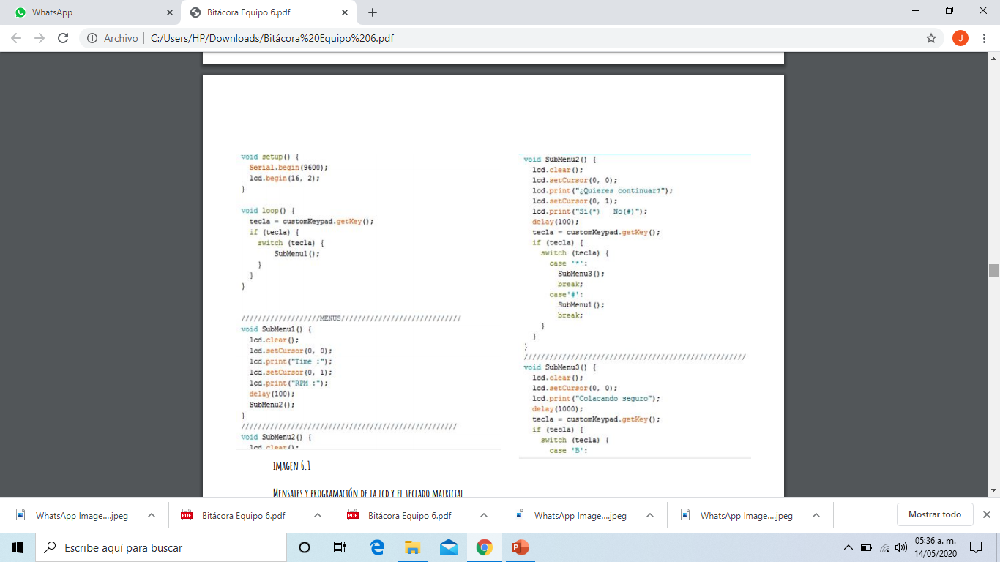 WhatsApp
Bitácora Equipo 6.pdf
Archivo
C:/Users/HP/Downloads/Bitácora%20Equipo%206.pdf
J
void setup() {
Serial.begin(9600);
lcd.begin(16, 2);
}
void loop() {
tecla = customKeypad.getKey();
if (tecla) {
switch (tecla) {
SubMenu1();
}
}
}
///////////////////MENUS/////////////////////////////
void SubMenu1() {
lcd.clear();
lcd.setCursor(0, 0);
lcd.print("Time :");
lcd.setCursor(0, 1);
lcd.print("RPM :");
delay(100);
SubMenu2();
}
////////////////////////////////////////////////////
void SubMenu2() {
lcd.clear();
void SubMenu2() {
lcd.clear();
lcd.setCursor(0, 0);
lcd.print("¿Quieres continuar?");
lcd.setCursor(0, 1);
lcd.print("Si(*)   No(#)");
delay(100);
tecla = customKeypad.getKey();
if (tecla) {
switch (tecla) {
case '*':
SubMenu3();
break;
case'#':
SubMenu1();
break;
}
}
}
/////////////////////////////////////////////////////
void SubMenu3() {
lcd.clear();
lcd.setCursor(0, 0);
lcd.print("Colacando seguro");
delay(1000);
tecla = customKeypad.getKey();
if (tecla) {
switch (tecla) {
case 'B':
imagen 6.1
Mensajes y programación de la lcd y el teclado matricial
WhatsApp Image....jpeg
Bitácora Equipo 6.pdf
Bitácora Equipo 6.pdf
WhatsApp Image....jpeg
WhatsApp Image....jpeg
Mostrar todo
Escribe aquí para buscar
05:36 a. m.
14/05/2020